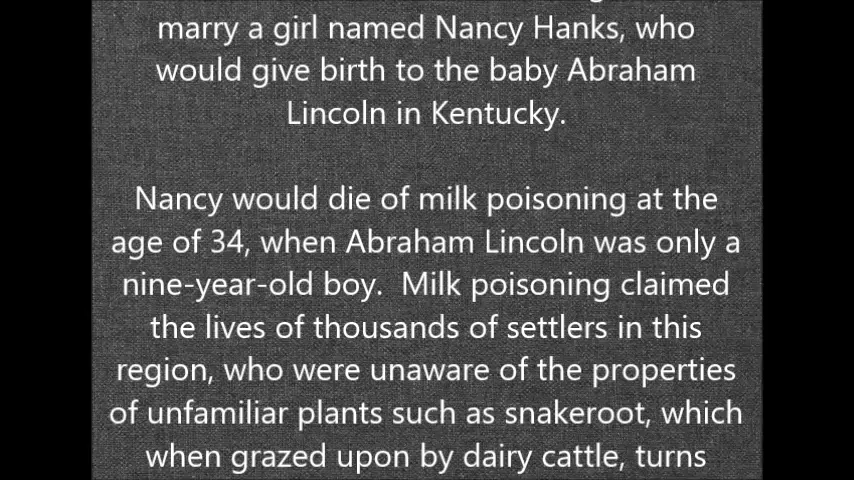 marry a girl named Nancy Hanks, who
would give birth to the baby Abraham
Lincoln in Kentucky.
Nancy would die of milk poisoning at the
age of 34, when Abraham Lincoln was only a
nine-year-old boy.  Milk poisoning claimed
the lives of thousands of settlers in this
region, who were unaware of the properties
of unfamiliar plants such as snakeroot, which
when grazed upon by dairy cattle, turns